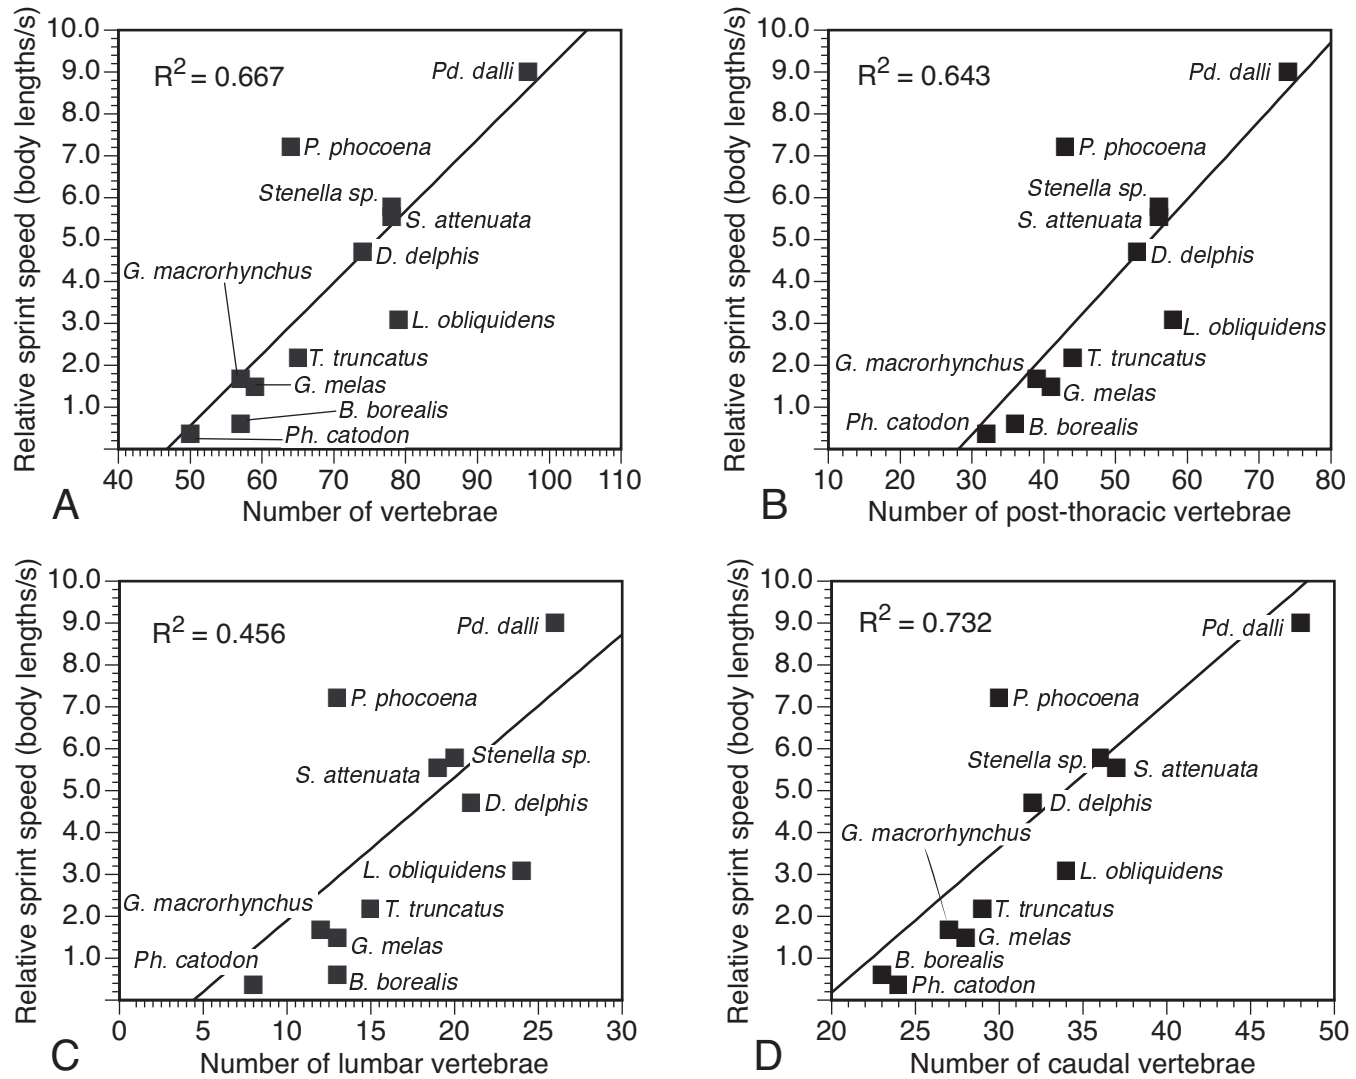 Relative sprint speed (body lengths/s)
10.0
9.0
8.0
7.0
6.0
5.0
4.0
3.0
2.0
1.0
R2 = 0.667
Pd. dalli
P. phocoena
Stenella sp.
S. attenuata
D. delphis
G. macrorhynchus
L. obliquidens
T. truncatus
G. melas
B. borealis
Ph. catodon
40 50 60 70 80 90 100 110
A
Number of vertebrae
Relative sprint speed (body lengths/s)
10.0
9.0
8.0
7.0
6.0
5.0
4.0
3.0
2.0
1.0
R2 = 0.643
Pd. dalli
P. phocoena
Stenella sp.
S. attenuata
D. delphis
L. obliquidens
G. macrorhynchus
T. truncatus
G. melas
Ph. catodon
B. borealis
10 20 30 40 50 60 70 80
B
Number of post-thoracic vertebrae
Relative sprint speed (body lengths/s)
10.0
9.0
8.0
7.0
6.0
5.0
4.0
3.0
2.0
1.0
R2 = 0.456
Pd. dalli
P. phocoena
Stenella sp.
S. attenuata
D. delphis
L. obliquidens
G. macrorhynchus
T. truncatus
G. melas
Ph. catodon
B. borealis
0 5 10 15 20 25 30
C
Number of lumbar vertebrae
Relative sprint speed (body lengths/s)
10.0
9.0
8.0
7.0
6.0
5.0
4.0
3.0
2.0
1.0
R2 = 0.732
Pd. dalli
P. phocoena
Stenella sp.
S. attenuata
D. delphis
G. macrorhynchus
L. obliquidens
T. truncatus
G. melas
B. borealis
Ph. catodon
20 25 30 35 40 45 50
D
Number of caudal vertebrae